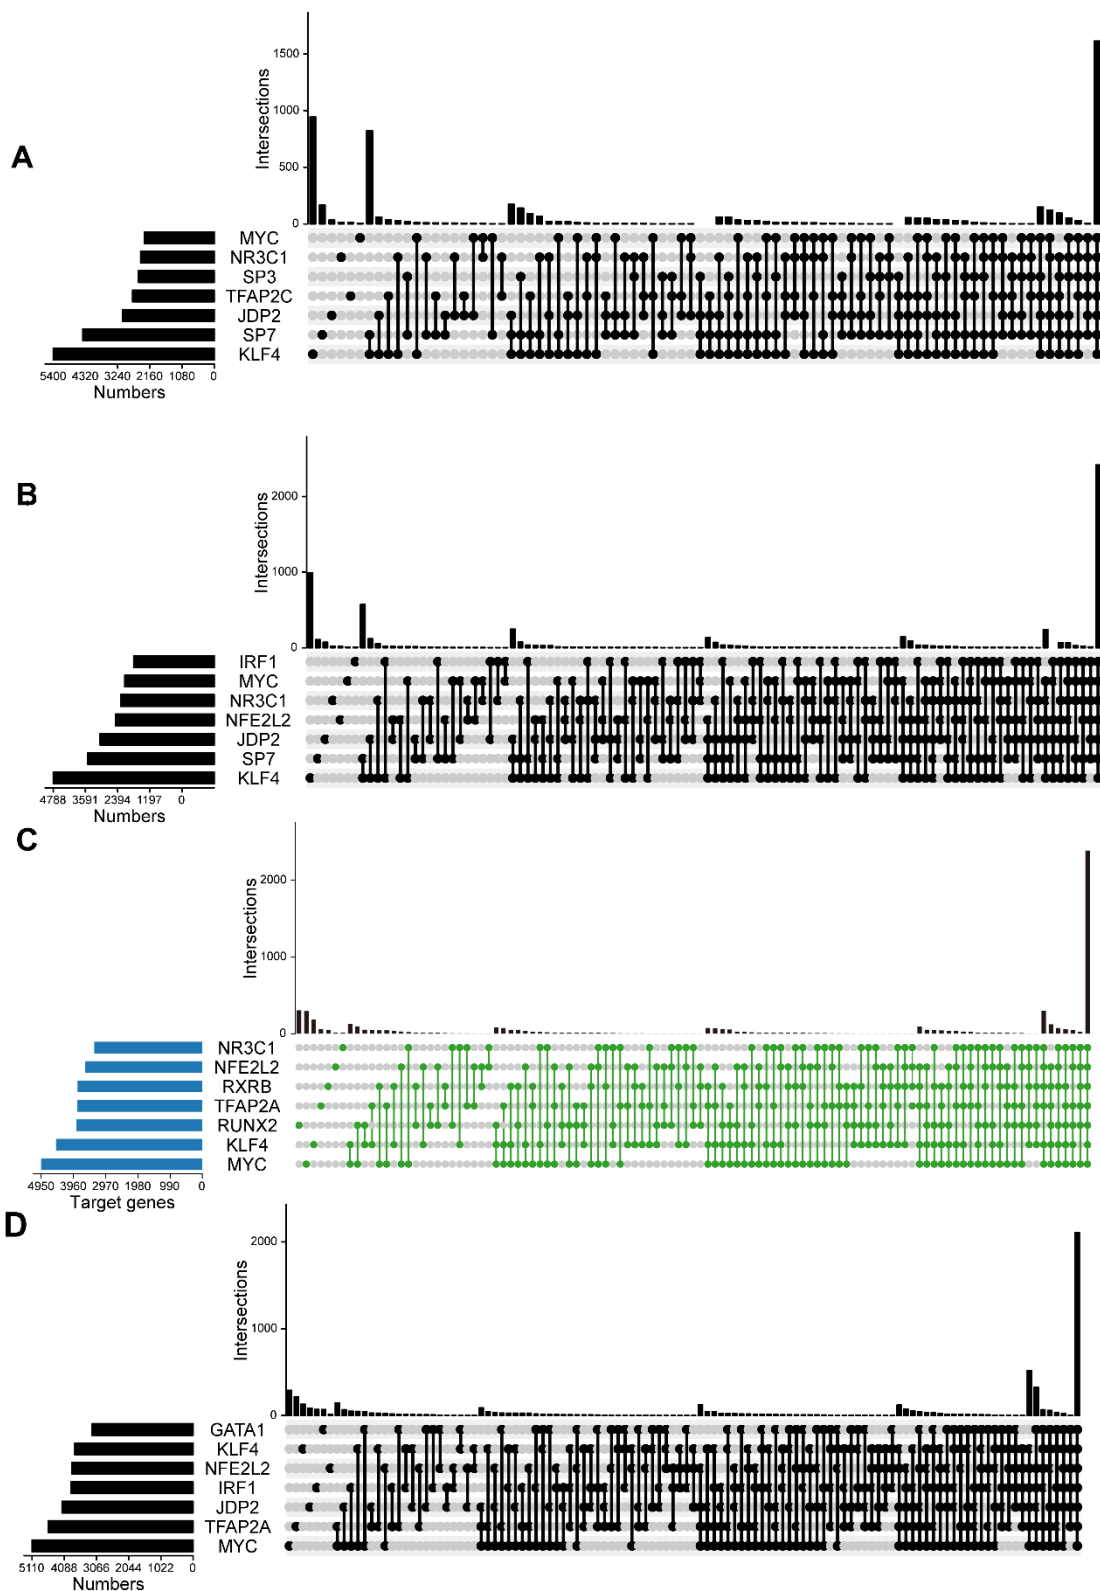 A
Intersections
1500
1000
500
0
MYC
NR3C1
SP3
TFAP2C
JDP2
SP7
KLF4
5400 4320 3240 2160 1080 0
Numbers
B
Intersections
2000
1000
0
IRF1
MYC
NR3C1
NFE2L2
JDP2
SP7
KLF4
4788 3591 2394 1197 0
Numbers
C
Intersections
2000
1000
0
NR3C1
NFE2L2
RXRB
TFAP2A
RUNX2
KLF4
MYC
4950 3960 2970 1980 990 0
Target genes
D
Intersections
2000
1000
0
GATA1
KLF4
NFE2L2
IRF1
JDP2
TFAP2A
MYC
5110 4088 3066 2044 1022 0
Numbers